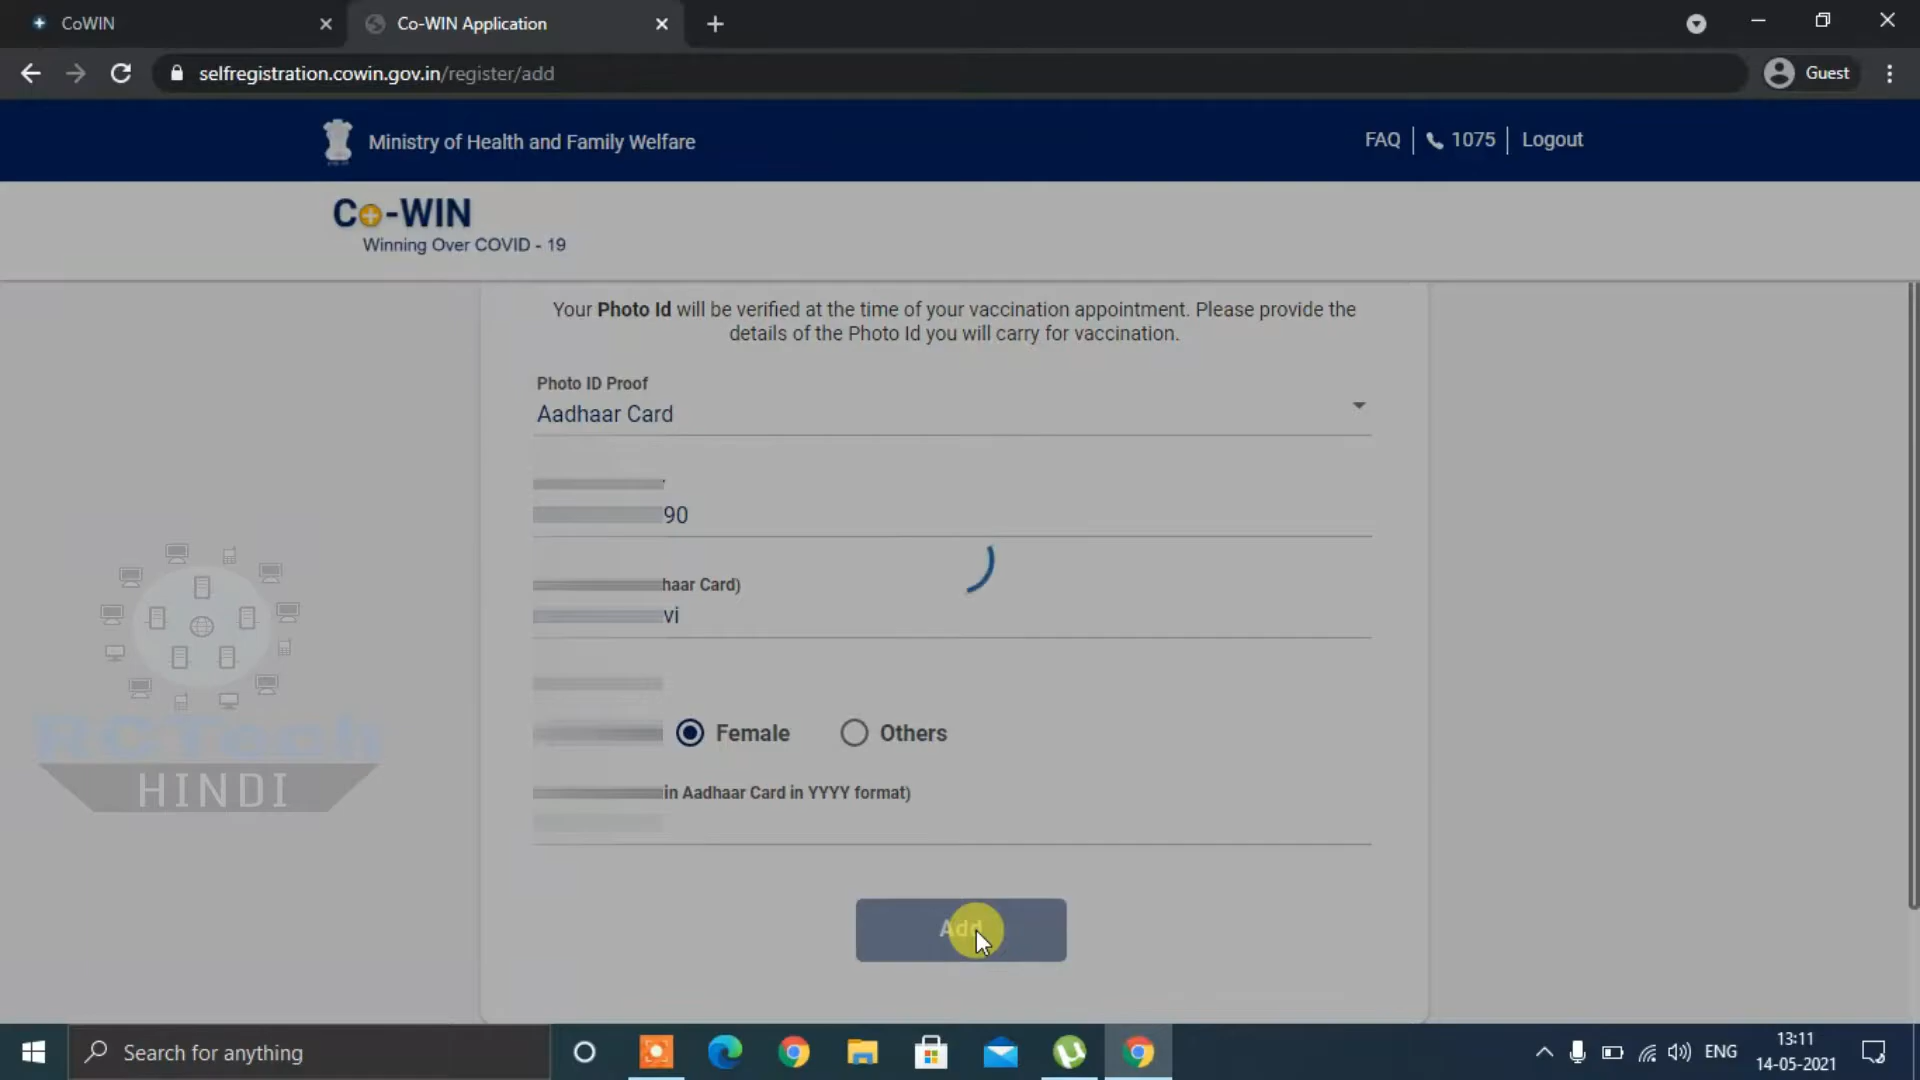 CoWIN
Co-WIN Application
selfregistration.cowin.gov.in/register/add
Guest
Ministry of Health and Family Welfare
FAQ
1075
Logout
Co-WIN
Winning Over COVID - 19
Your Photo Id will be verified at the time of your vaccination appointment. Please provide the
details of the Photo Id you will carry for vaccination.
Photo ID Proof
Aadhaar Card
90
haar Card)
vi
Female
Others
in Aadhaar Card in YYYY format)
RCTech
HINDI
Add
Search for anything
ENG
13:11
14-05-2021